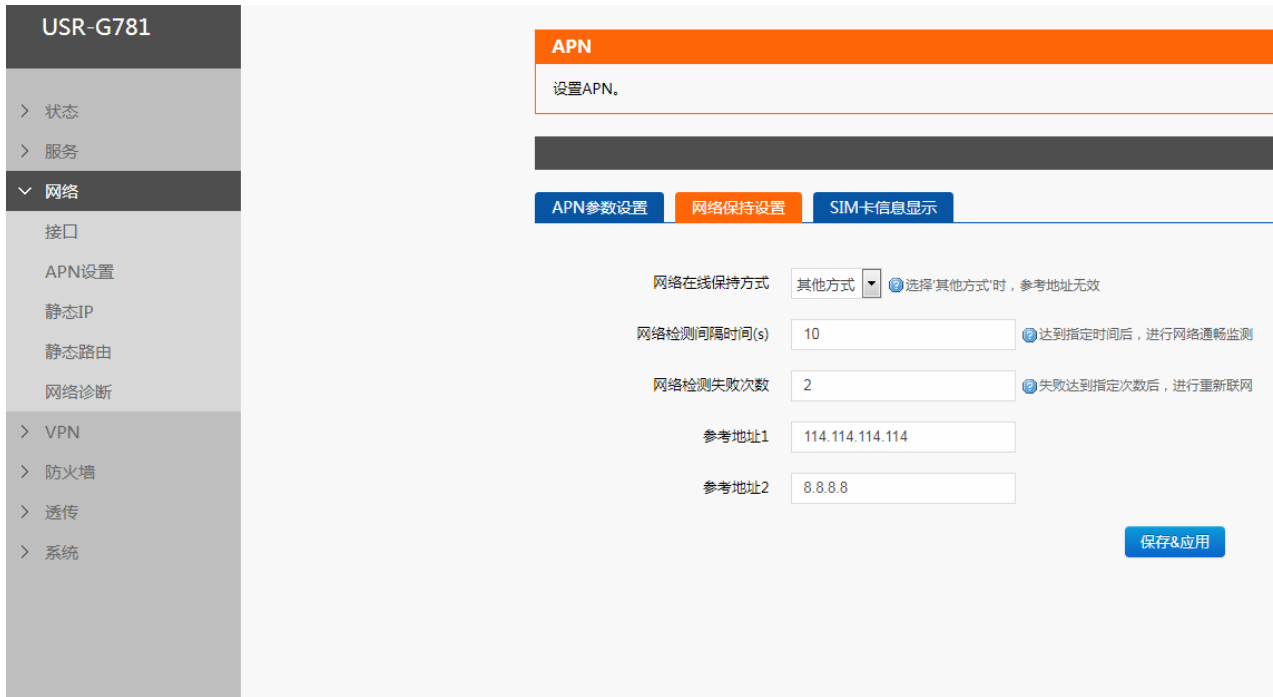 USR-G781
状态
服务
网络
接口
APN设置
静态IP
静态路由
网络诊断
VPN
防火墙
透传
系统
APN
设置APN。
APN参数设置 网络保持设置 SIM卡信息显示
网络在线保持方式 其他方式 选择'其他方式'时，参考地址无效
网络检测间隔时间(s) 10 达到指定时间后，进行网络通畅监测
网络检测失败次数 2 失败达到指定次数后，进行重新联网
参考地址1 114.114.114.114
参考地址2 8.8.8.8
保存&应用